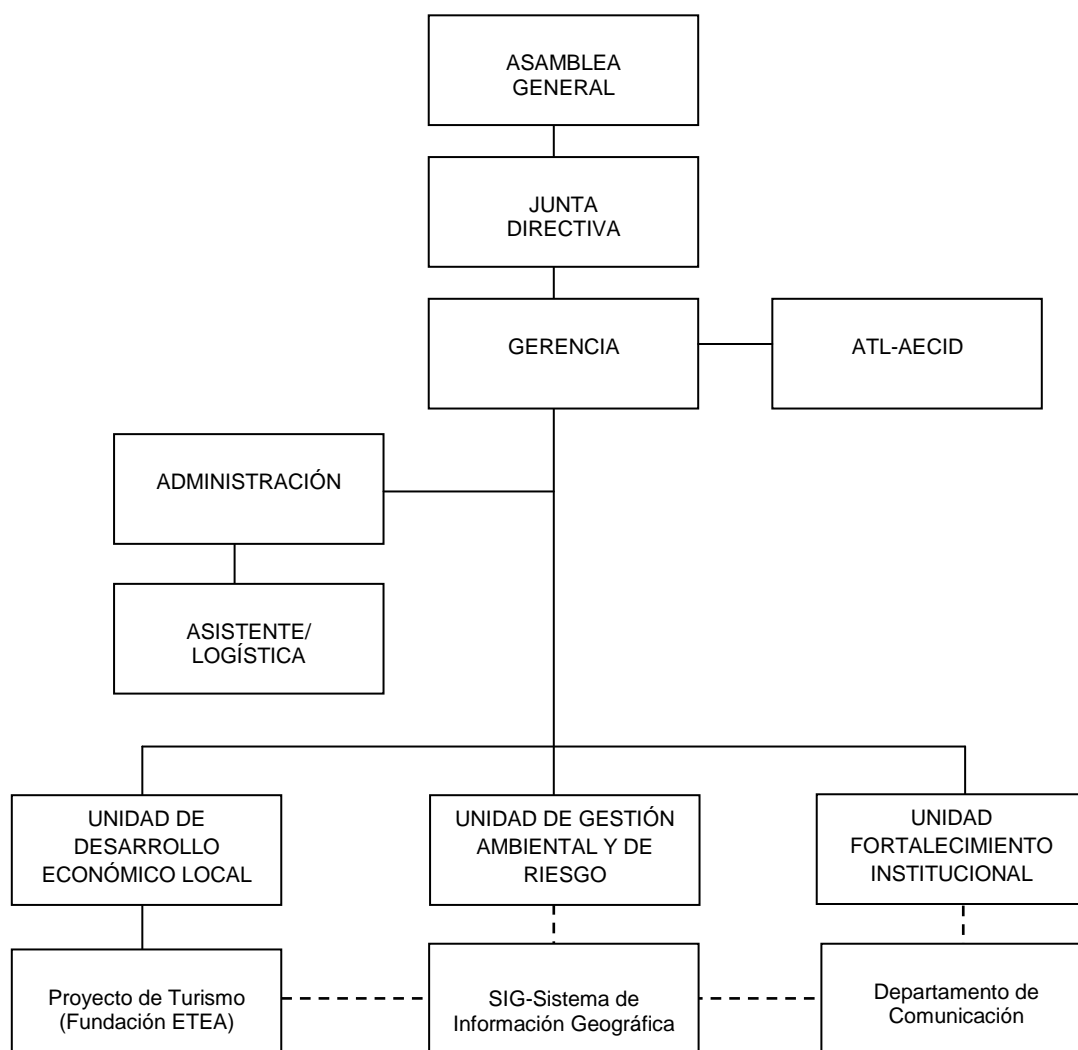 ASAMBLEA
GENERAL
JUNTA
DIRECTIVA
GERENCIA
ATL-AECID
ADMINISTRACIÓN
ASISTENTE/
LOGÍSTICA
UNIDAD DE
DESARROLLO
ECONÓMICO LOCAL
UNIDAD DE GESTIÓN
AMBIENTAL Y DE
RIESGO
UNIDAD
FORTALECIMIENTO
INSTITUCIONAL
Proyecto de Turismo
(Fundación ETEA)
SIG-Sistema de
Información Geográfica
Departamento de
Comunicación